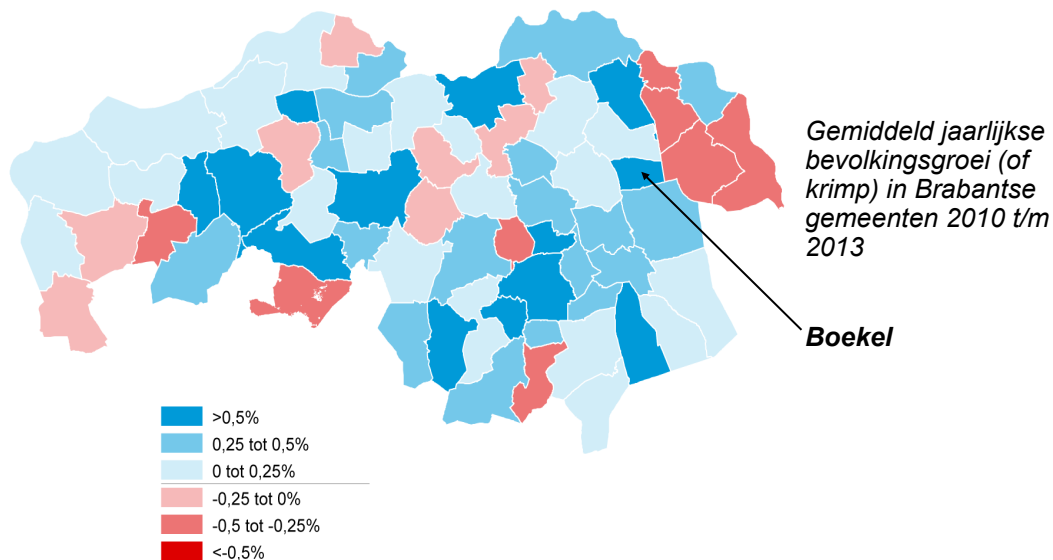 Gemiddeld jaarlijkse
bevolkingsgroei (of
krimp) in Brabantse
gemeenten 2010 t/m
2013
Boekel
>0,5%
0,25 tot 0,5%
0 tot 0,25%
-0,25 tot 0%
-0,5 tot -0,25%
<-0,5%